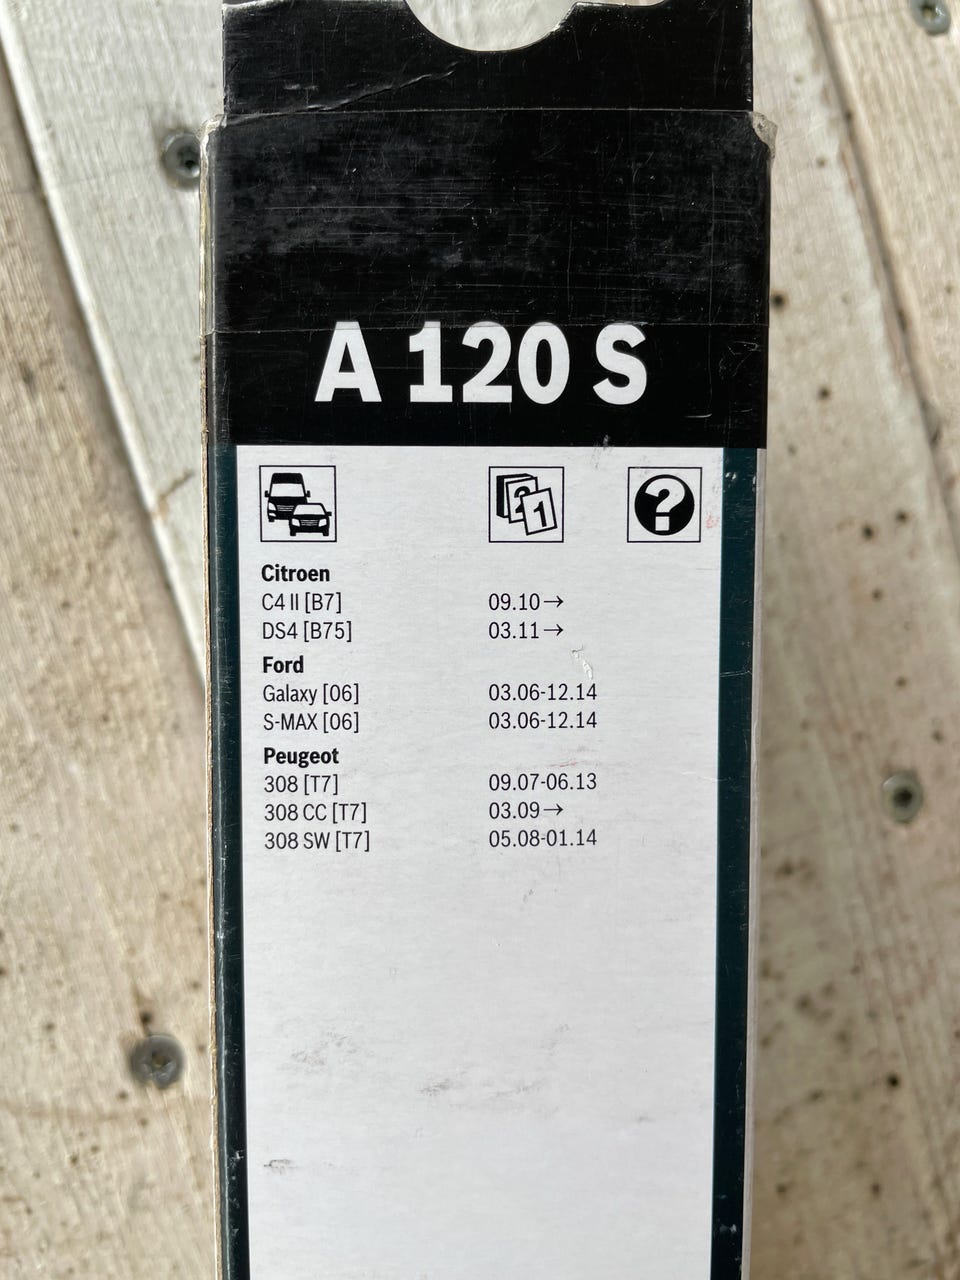 A 120 S
2 1 ?
Citroen
C4 II [B7] 09.10→
DS4 [B75] 03.11→
Ford
Galaxy [06] 03.06-12.14
S-MAX [06] 03.06-12.14
Peugeot
308 [T7] 09.07-06.13
308 CC [T7] 03.09→
308 SW [T7] 05.08-01.14